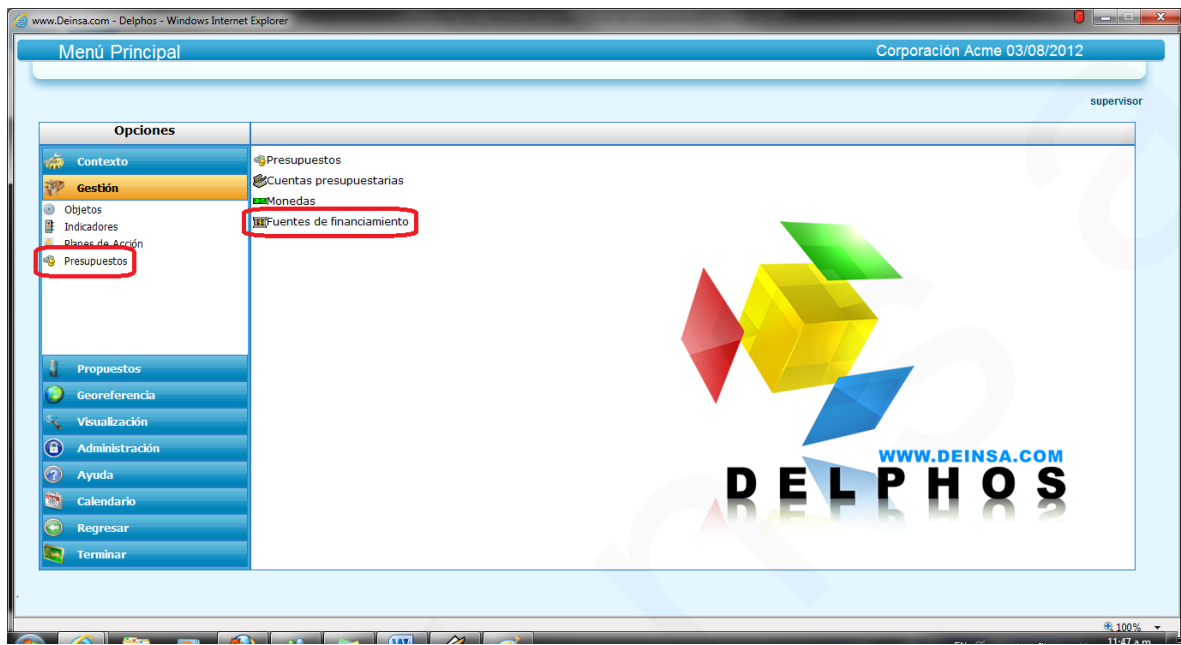 www.Deinsa.com - Delphos - Windows Internet Explorer
Menú Principal
Corporación Acme 03/08/2012
supervisor
Opciones
Contexto
Gestión
Objetos
Indicadores
Planes de Acción
Presupuestos
Propuestos
Georeferencia
Visualización
Administración
Ayuda
Calendario
Regresar
Terminar
Presupuestos
Cuentas presupuestarias
Monedas
Fuentes de financiamiento
WWW.DEINSA.COM
DELPHOS
100%
11:47 a.m.